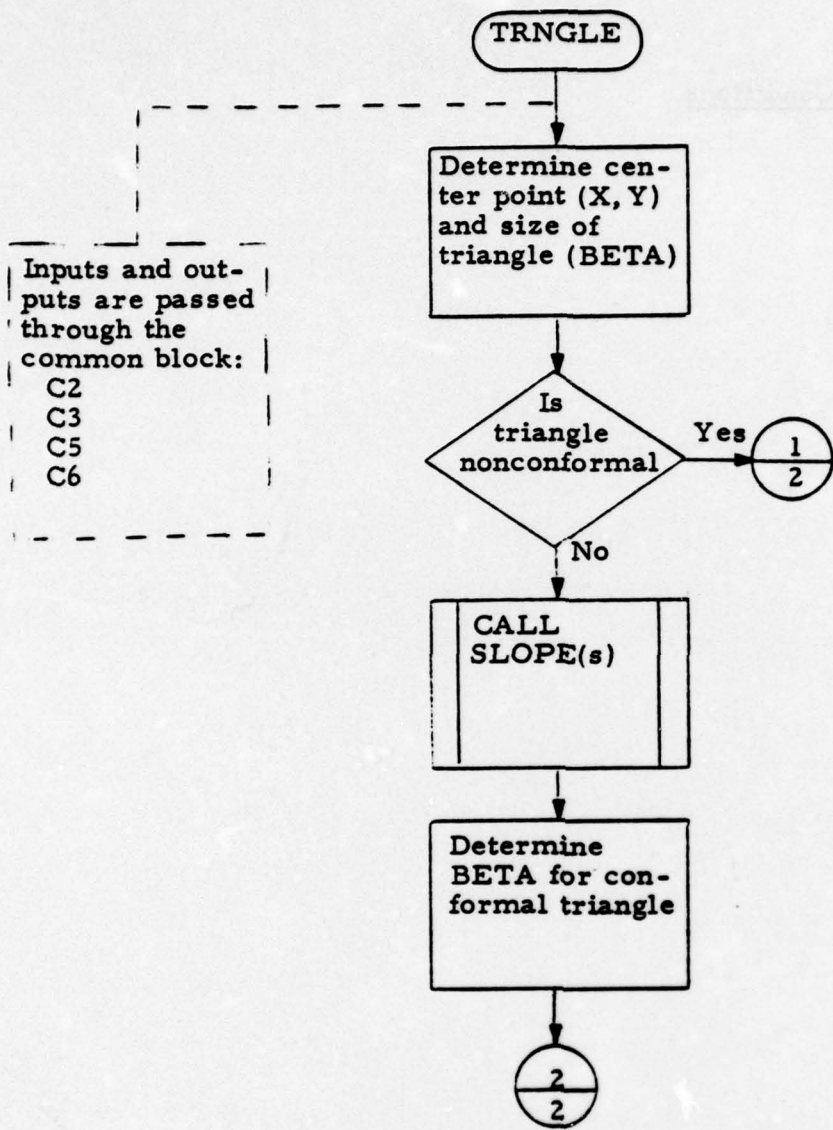 TRNGLE
Determine cen-
ter point (X, Y)
and size of
triangle (BETA)
Inputs and out-
puts are passed
through the
common block:
C2
C3
C5
C6
Is
triangle
nonconformal
Yes
1
2
No
CALL
SLOPE(s)
Determine
BETA for con-
formal triangle
2
2